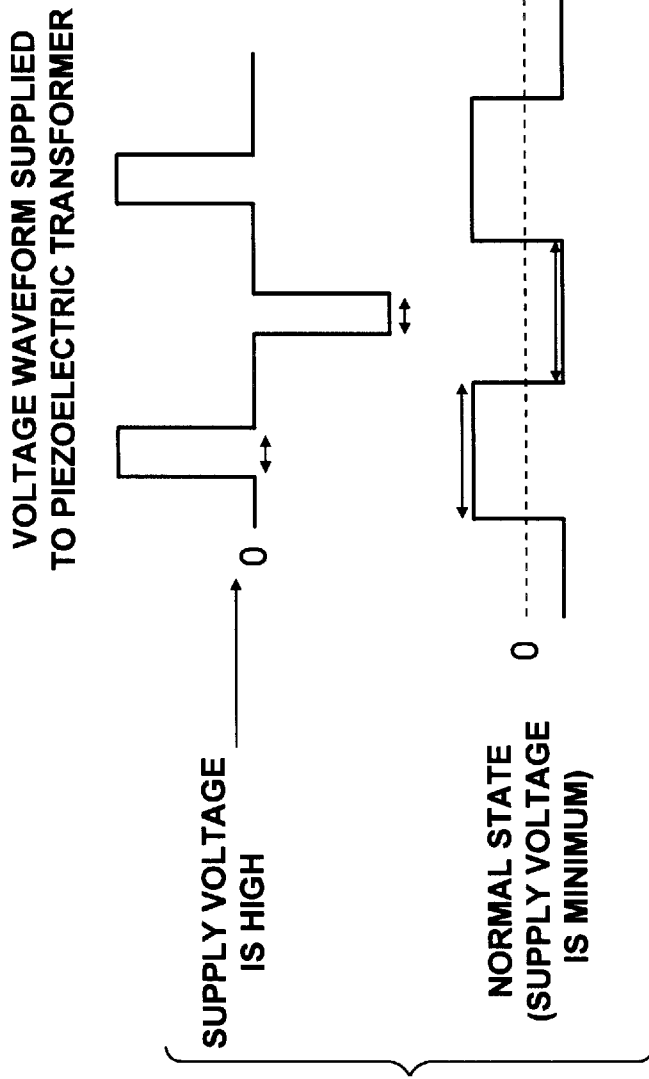 VOLTAGE WAVEFORM SUPPLIED
TO PIEZOELECTRIC TRANSFORMER
SUPPLY VOLTAGE
IS HIGH
0
NORMAL STATE
(SUPPLY VOLTAGE
IS MINIMUM)
0